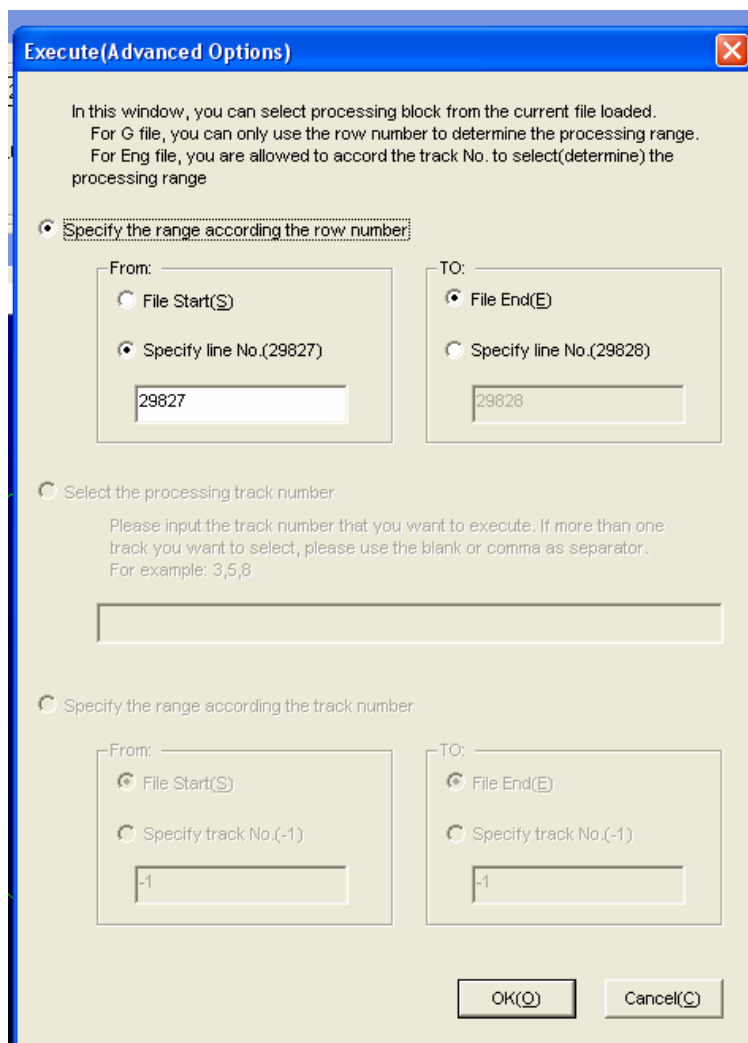 Execute(Advanced Options)
In this window, you can select processing block from the current file loaded.
For G file, you can only use the row number to determine the processing range.
For Eng file, you are allowed to accord the track No. to select(determine) the
processing range
Specify the range according the row number
From:
File Start(S)
Specify line No.(29827)
29827
TO:
File End(E)
Specify line No.(29828)
29828
Select the processing track number
Please input the track number that you want to execute. If more than one
track you want to select, please use the blank or comma as separator.
For example: 3,5,8
Specify the range according the track number
From:
File Start(S)
Specify track No.(-1)
-1
TO:
File End(E)
Specify track No.(-1)
-1
OK(O)
Cancel(C)